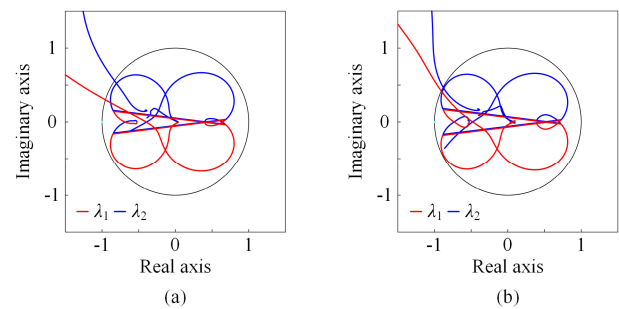 Imaginary axis
1
0
-1
λ1 λ2
-1 0 1
Real axis
(a)
Imaginary axis
1
0
-1
λ1 λ2
-1 0 1
Real axis
(b)